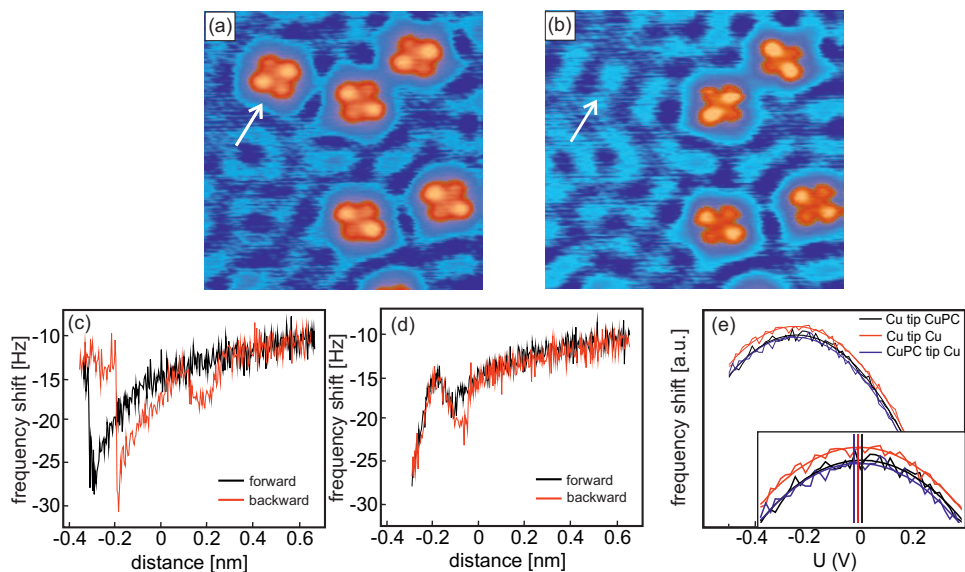 (a)
(b)
(c)
-10
-15
-20
-25
-30
frequency shift [Hz]
forward
backward
-0.4 -0.2 0 0.2 0.4 0.6
distance [nm]
(d)
-10
-15
-20
-25
-30
frequency shift [Hz]
forward
backward
-0.4 -0.2 0 0.2 0.4 0.6
distance [nm]
(e)
Cu tip CuPC
Cu tip Cu
CuPC tip Cu
frequency shift [a.u.]
-0.4 -0.2 0.0 0.2
U (V)